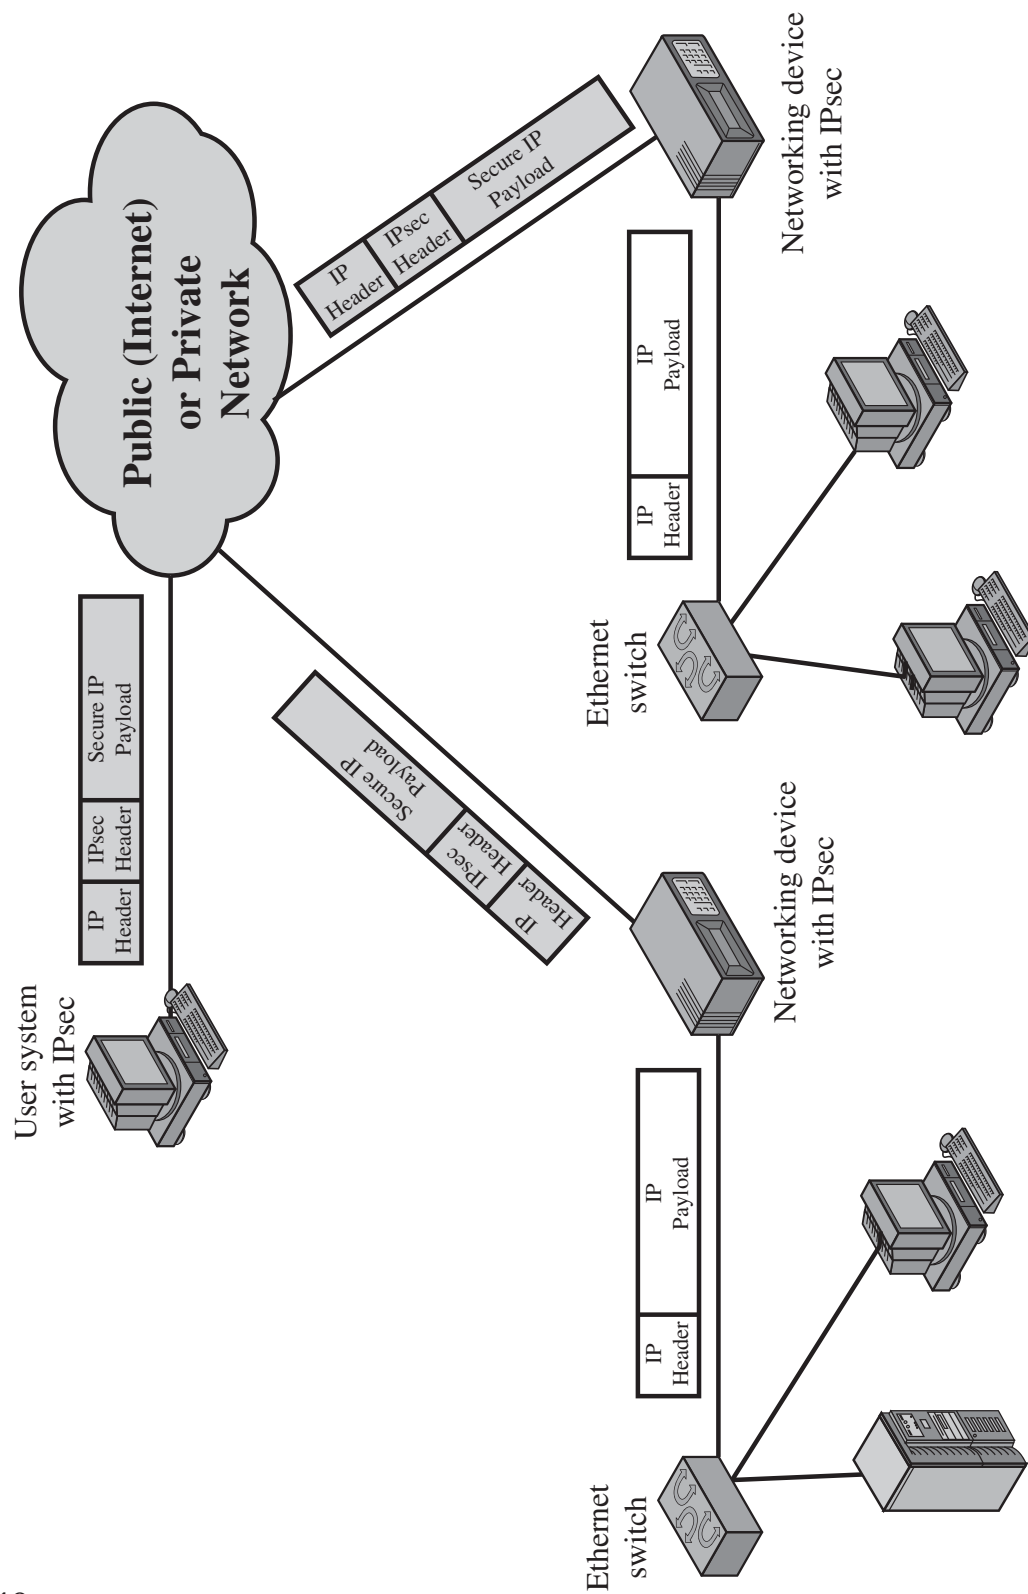 User system
with IPsec
IP
Header
IPsec
Header
Secure IP
Payload
Public (Internet)
or Private
Network
IP
Header
IPsec
Header
Secure IP
Payload
IP
Header
IPsec
Header
Secure IP
Payload
Ethernet
switch
IP
Header
IP
Payload
Networking device
with IPsec
Ethernet
switch
IP
Header
IP
Payload
Networking device
with IPsec